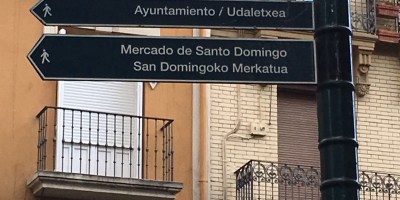 Ayuntamiento / Udaletxea
Mercado de Santo Domingo
San Domingoko Merkatua